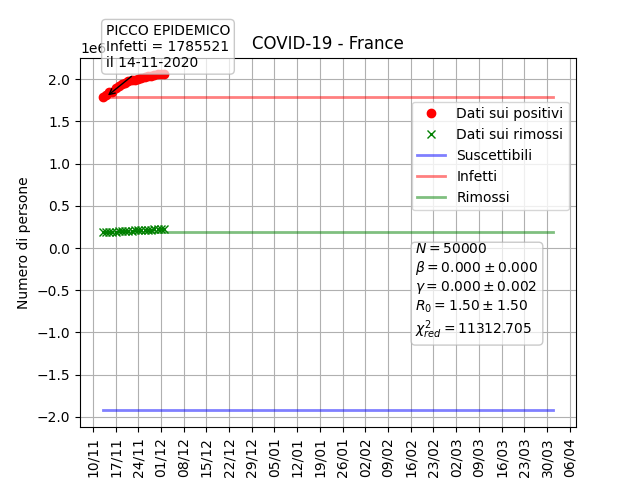 PICCO EPIDEMICO
Infetti = 1785521
il 14-11-2020
COVID-19 - France
1e6
2.0
1.5
1.0
0.5
0.0
−0.5
−1.0
−1.5
−2.0
Numero di persone
Dati sui positivi
Dati sui rimossi
Suscettibili
Infetti
Rimossi
N = 50000
β = 0.000 ± 0.000
γ = 0.000 ± 0.002
R₀ = 1.50 ± 1.50
χ²_red = 11312.705
10/11
17/11
24/11
01/12
08/12
15/12
22/12
29/12
05/01
12/01
19/01
26/01
02/02
09/02
16/02
23/02
02/03
09/03
16/03
23/03
30/03
06/04